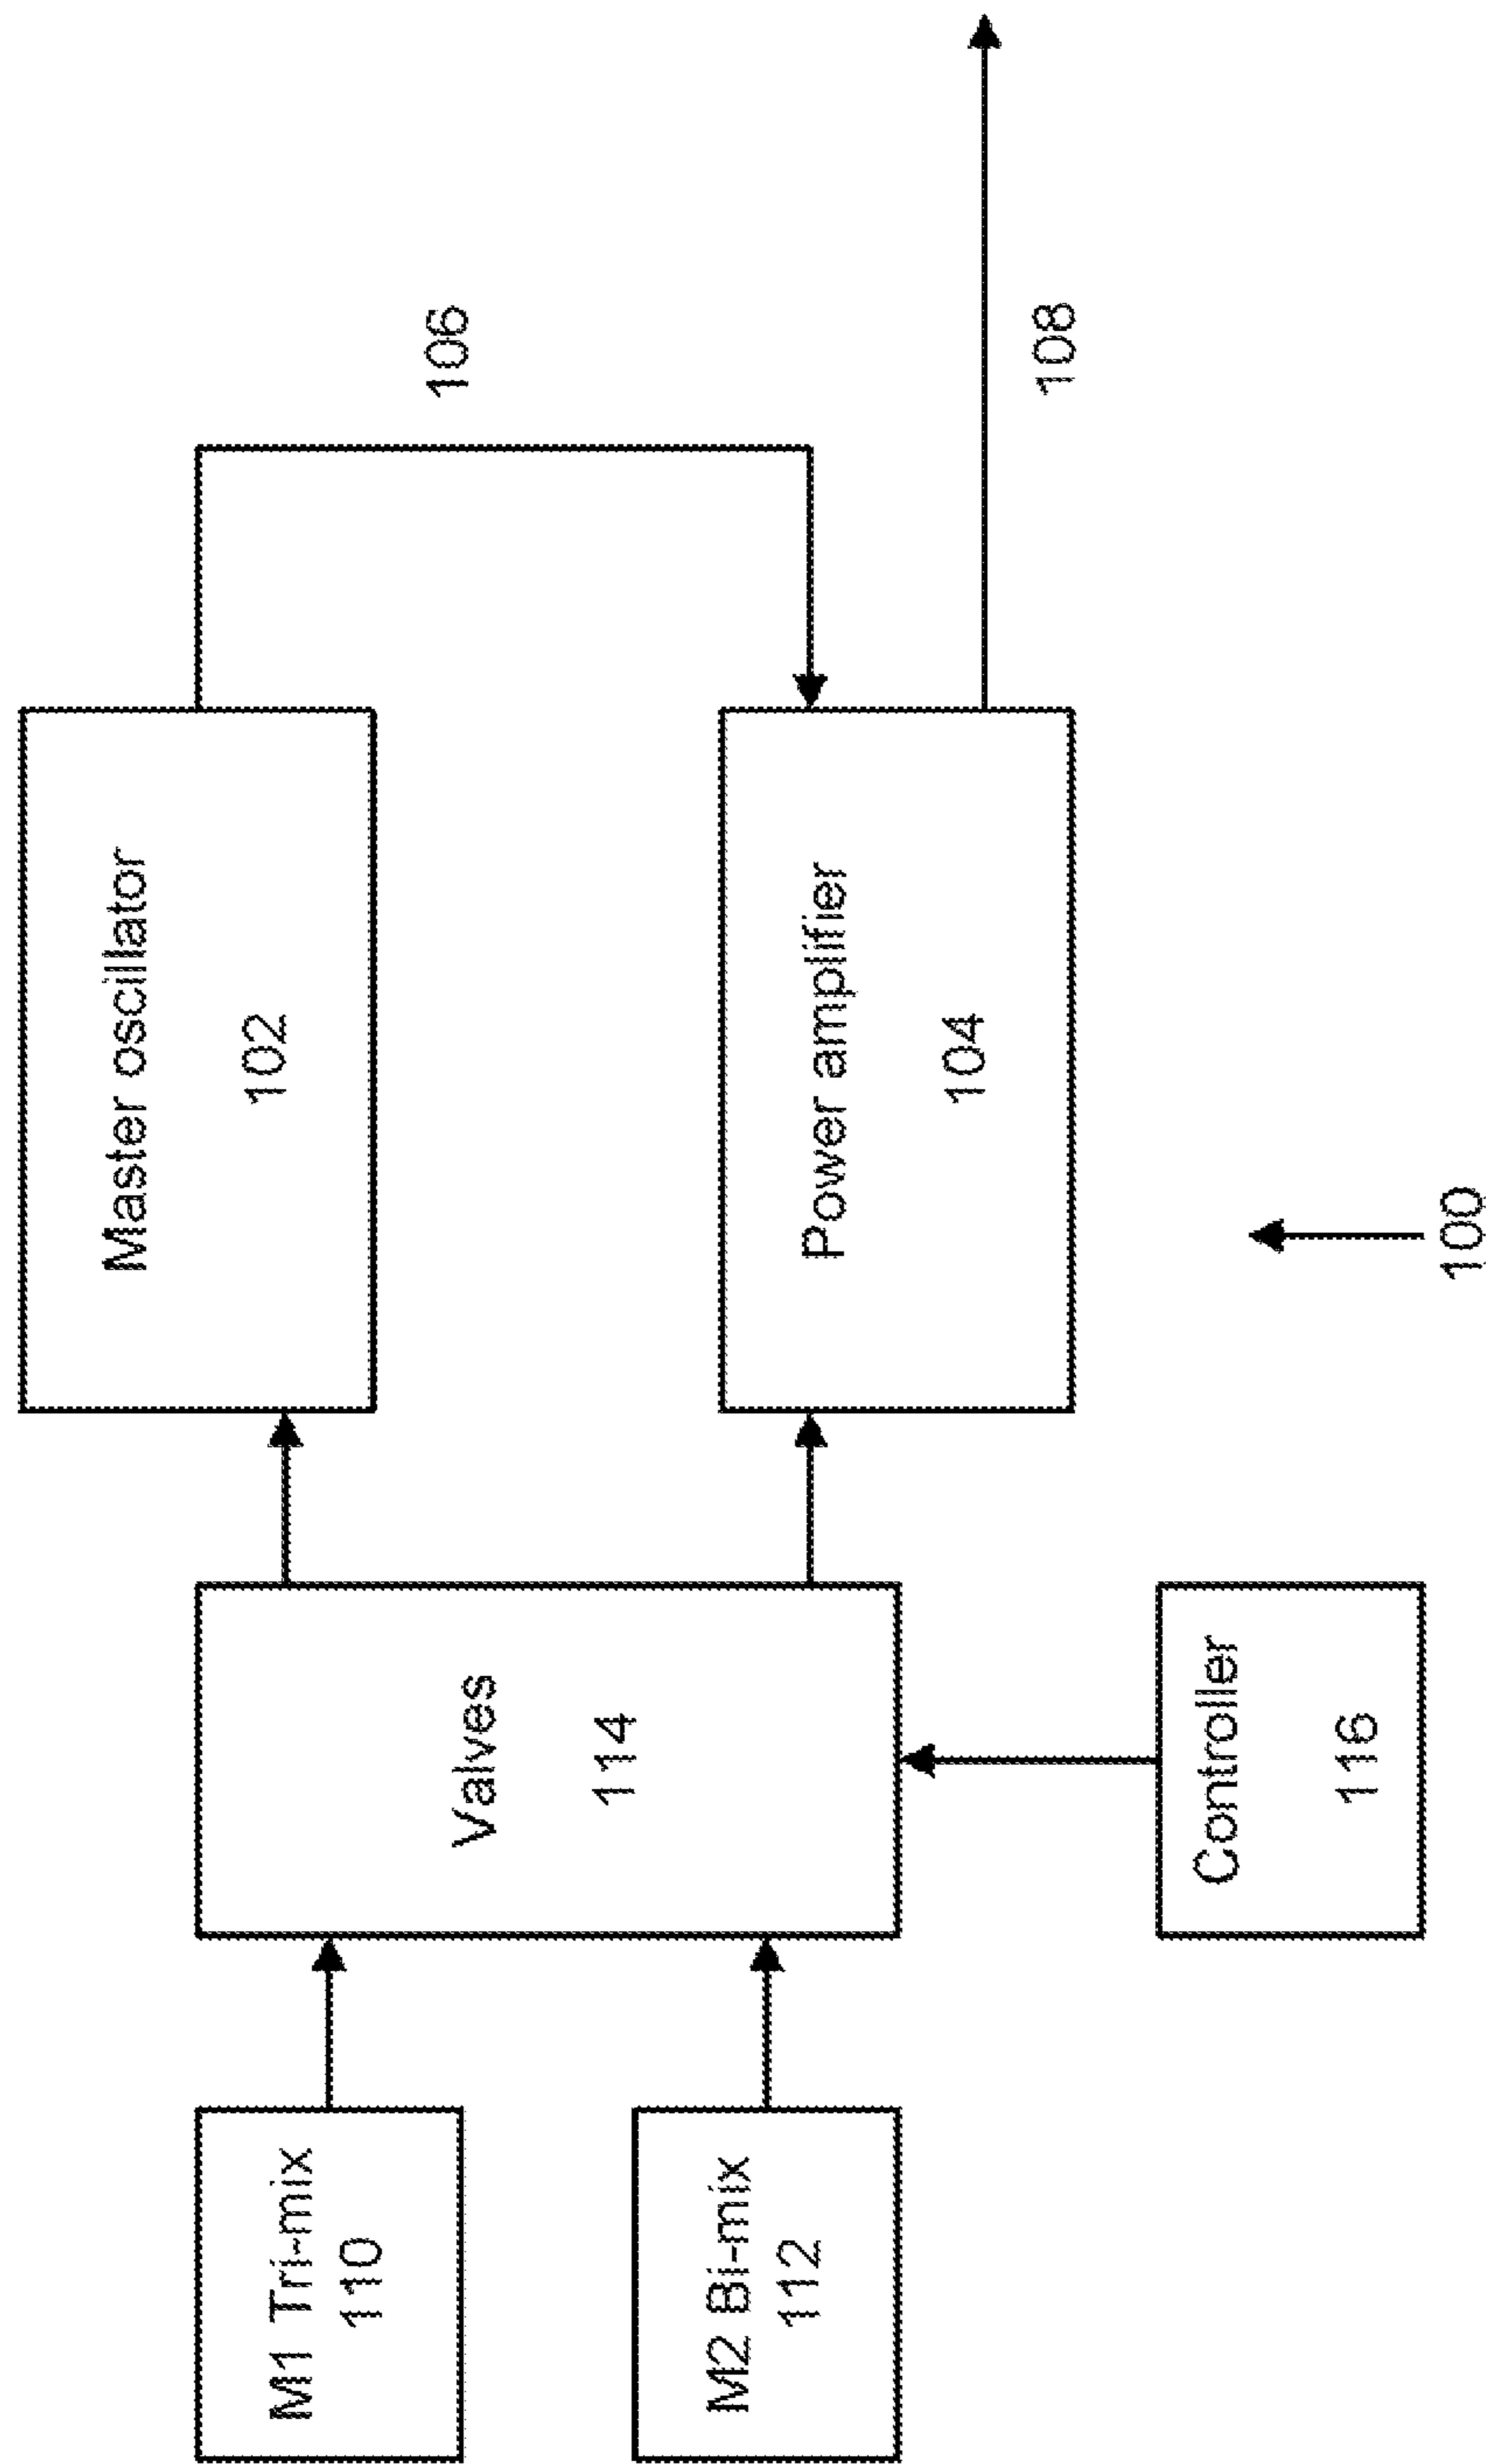 M1 Tri-mix
110
M2 Bi-mix
112
Valves
114
Controller
116
Master oscillator
102
Power amplifier
104
106
108
100